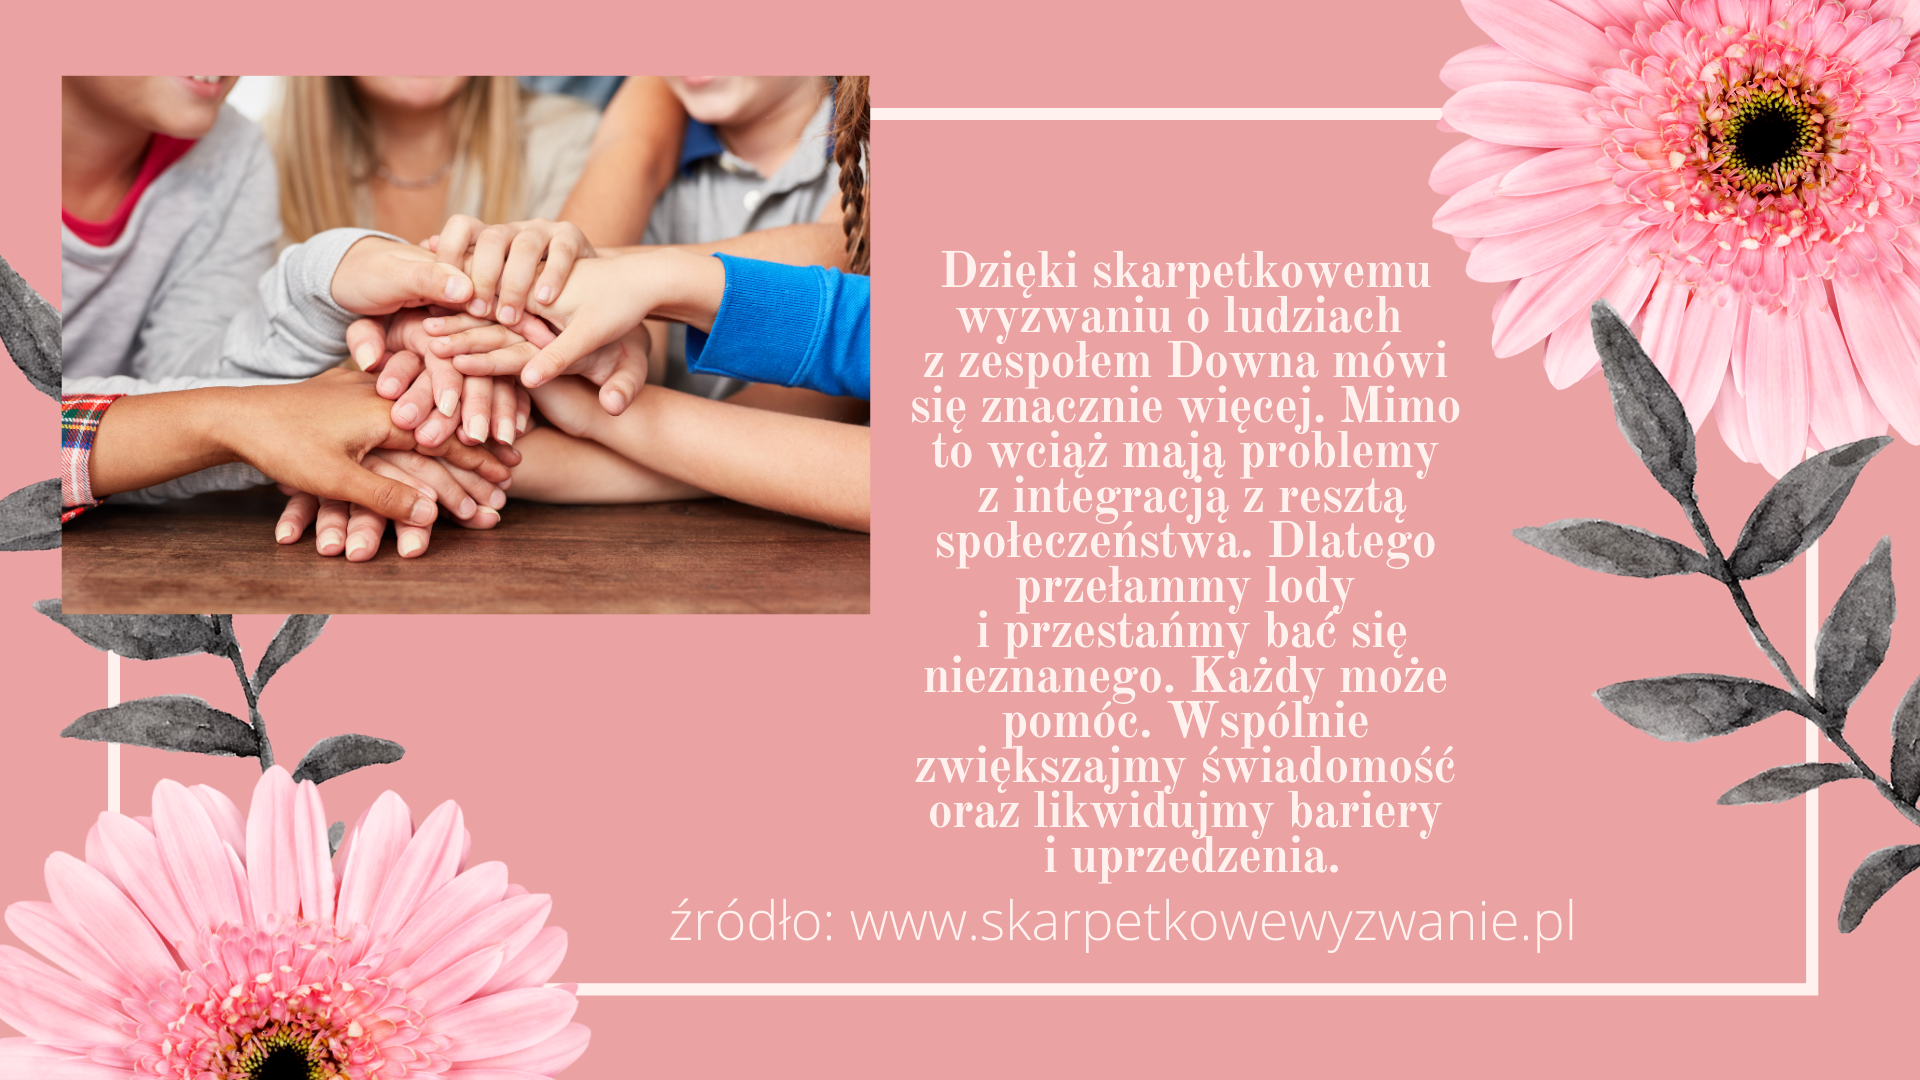 Dzięki skarpetkowemu
wyzwaniu o ludziach
z zespołem Downa mówi
się znacznie więcej. Mimo
to wciąż mają problemy
z integracją z resztą
społeczeństwa. Dlatego
przełammy lody
i przestańmy bać się
nieznanego. Każdy może
pomóc. Wspólnie
zwiększajmy świadomość
oraz likwidujmy bariery
i uprzedzenia.
źródło: www.skarpetkowewyzwanie.pl